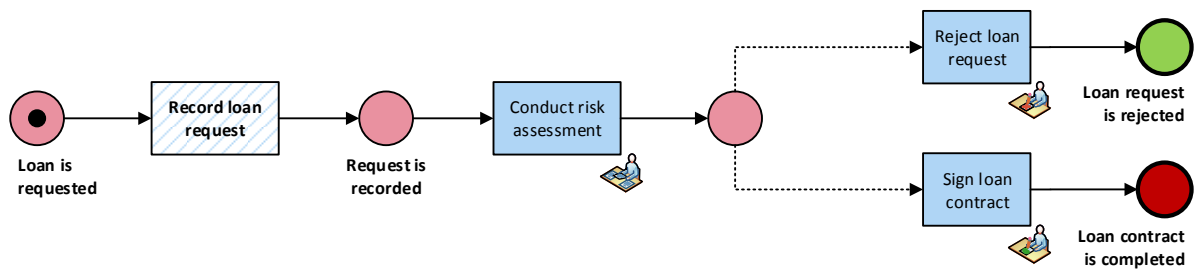 Loan is
requested
Record loan
request
Request is
recorded
Conduct risk
assessment
Reject loan
request
Loan request
is rejected
Sign loan
contract
Loan contract
is completed